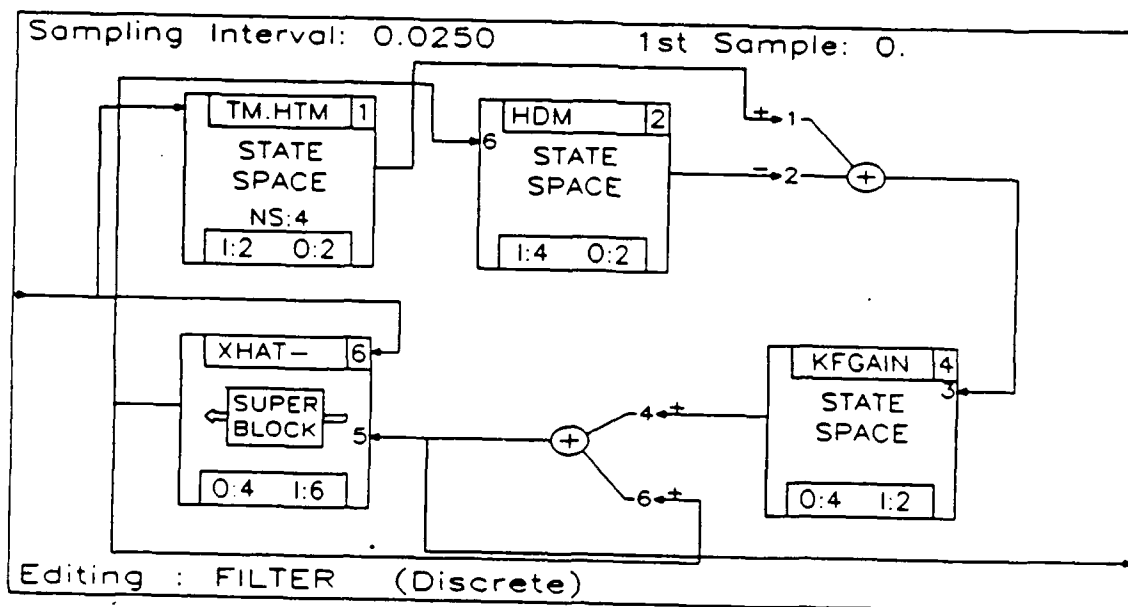 Sampling Interval: 0.0250 1st Sample: 0.
TM.HTM 1
STATE
SPACE
NS:4
I:2 O:2
HDM 2
6
STATE
SPACE
I:4 O:2
+ 1
- 2
+
XHAT- 6
SUPER
BLOCK
5
O:4 I:6
+
4 +
6 +
KFGAIN 4
3
STATE
SPACE
O:4 I:2
Editing : FILTER (Discrete)